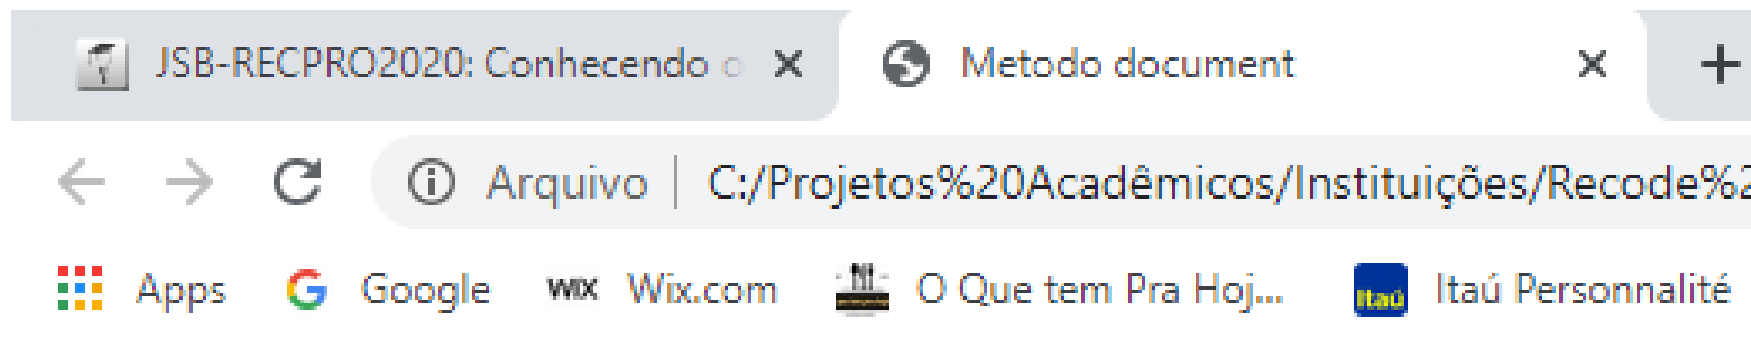 JSB-RECPRO2020: Conhecendo o Metodo document
Arquivo C:/Projetos%20Acadêmicos/Instituições/Recode%2
Apps Google WIX Wix.com O Que tem Pra Hoj... Itaú Itaú Personnalité